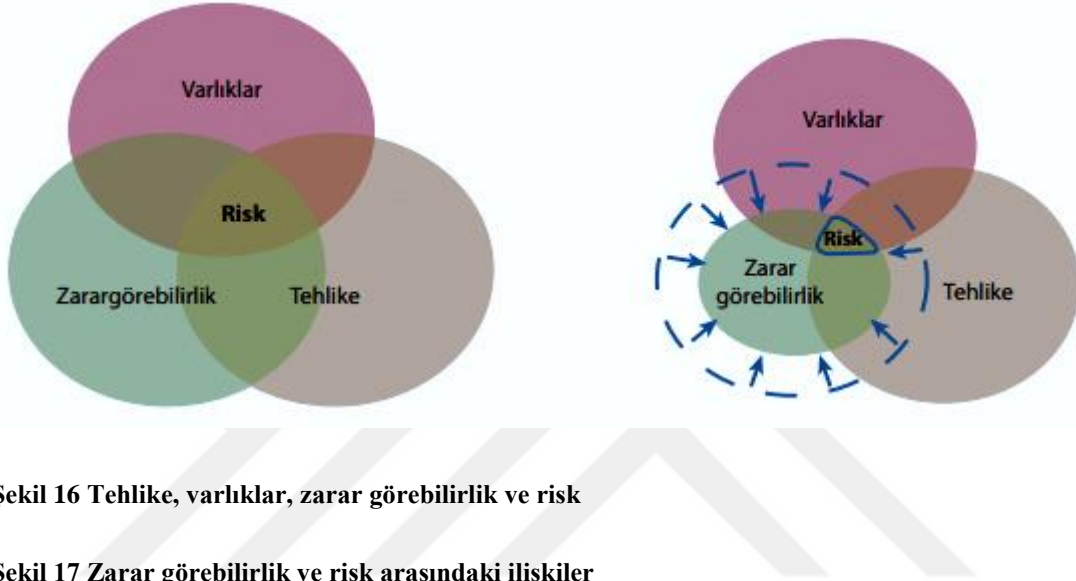 Varlıklar
Risk
Zarargörebilirlik
Tehlike
Varlıklar
Risk
Zarar
görebilirlik
Tehlike
Şekil 16 Tehlike, varlıklar, zarar görebilirlik ve risk
Şekil 17 Zarar görebilirlik ve risk arasındaki ilişkiler